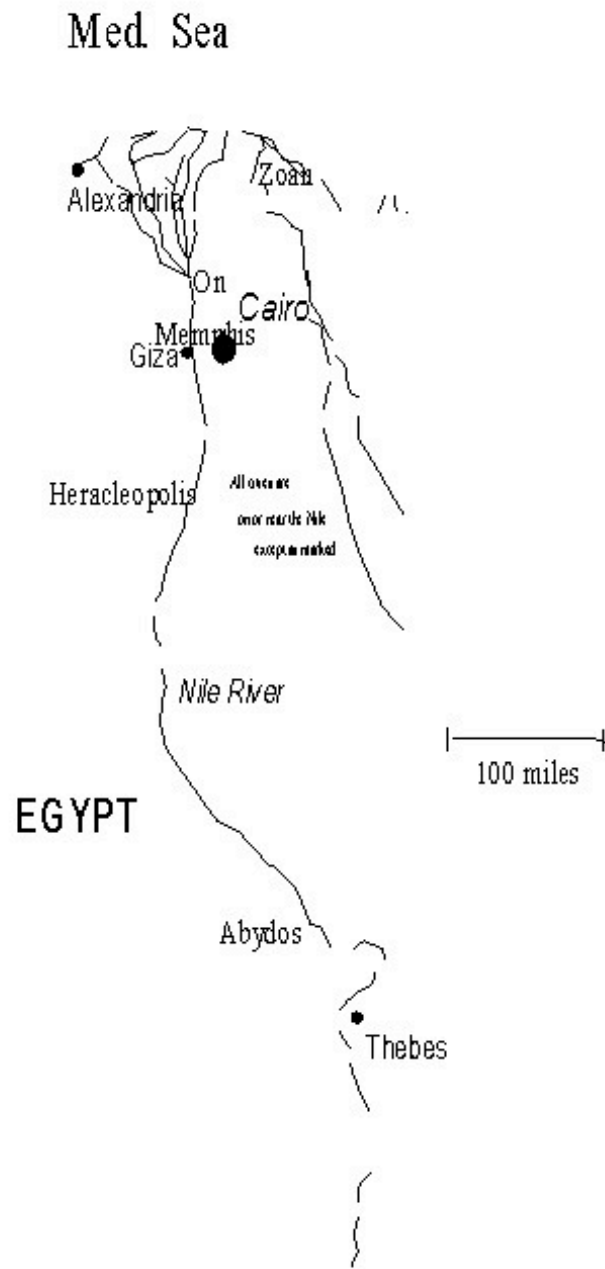 Med. Sea
Zoan
Alexandria
On
Cairo
Memphis
Giza
Heracleopolis
All towns are
on or near the Nile
except as marked
Nile River
100 miles
EGYPT
Abydos
Thebes